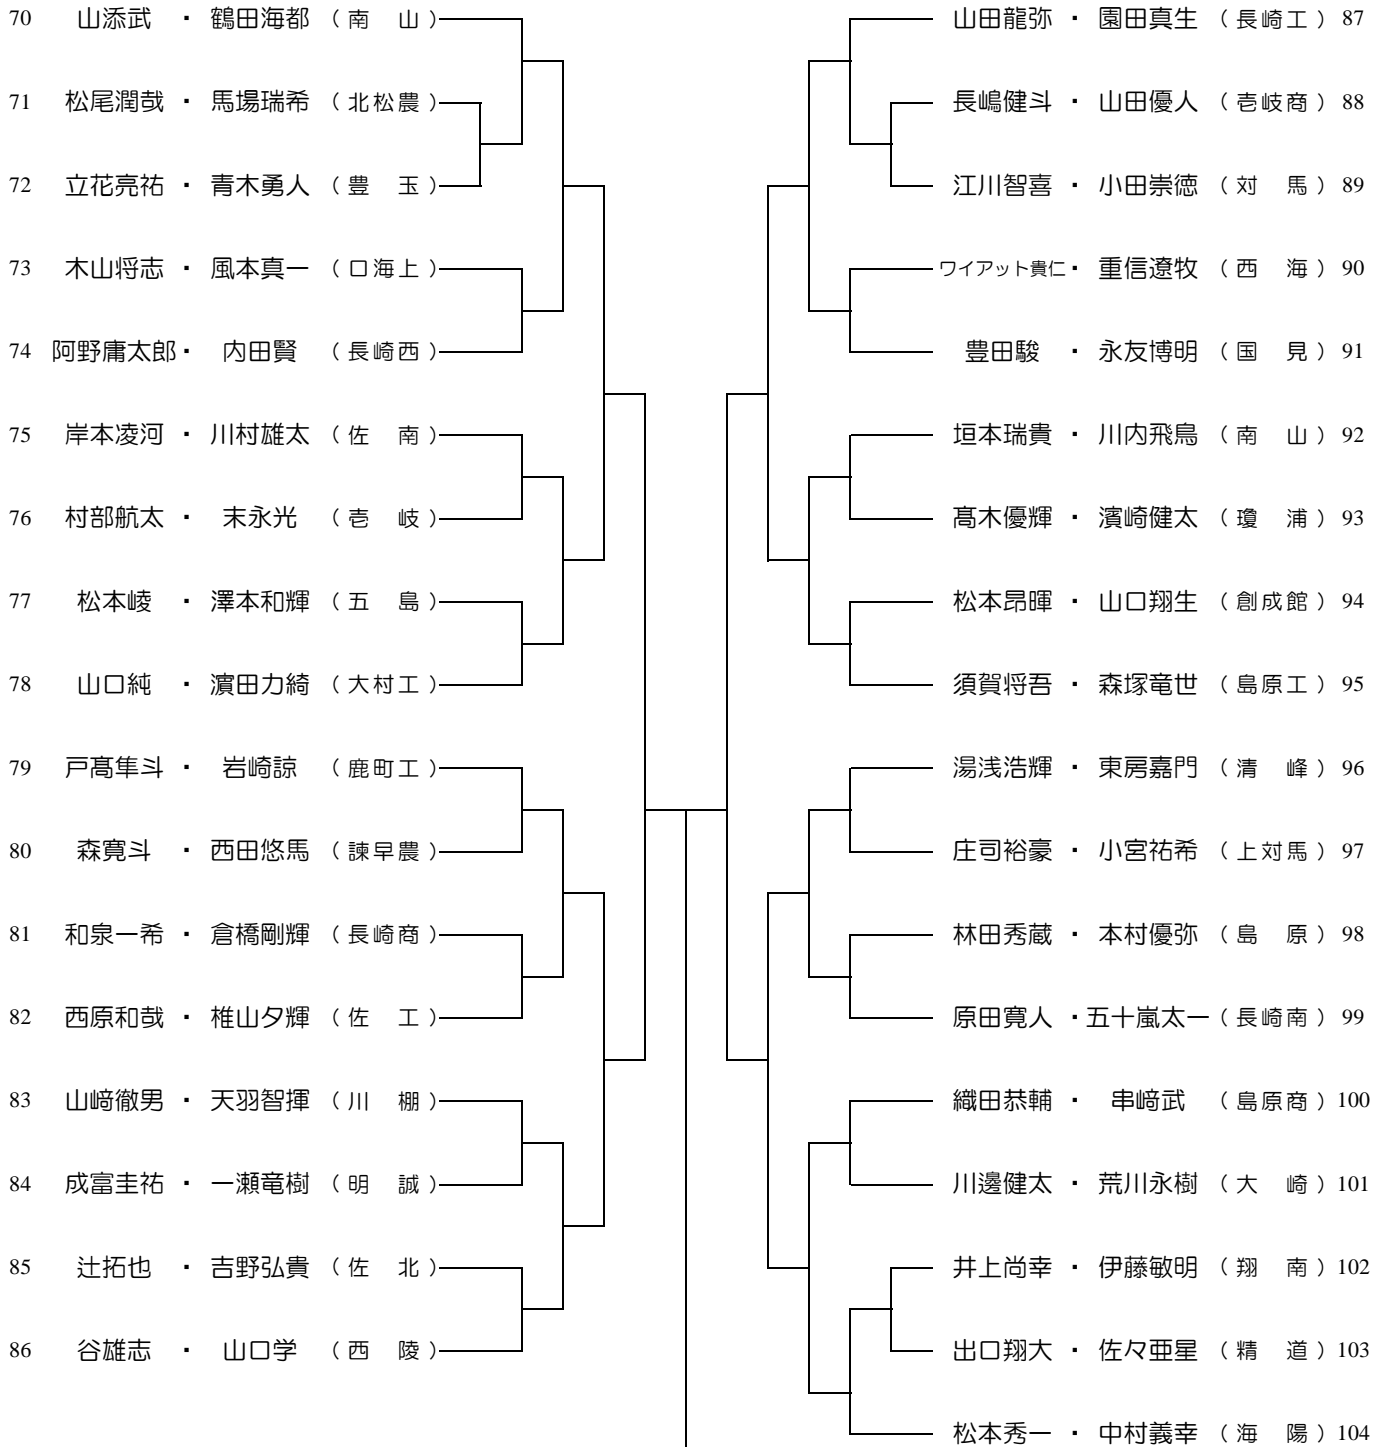 70 山添武 ・ 鶴田海都 （ 南　山 ）
71 松尾潤哉 ・ 馬場瑞希 （ 北松農 ）
72 立花亮祐 ・ 青木勇人 （ 豊　玉 ）
73 木山将志 ・ 風本真一 （ 口海上 ）
74 阿野庸太郎 ・ 内田賢 （ 長崎西 ）
75 岸本凌河 ・ 川村雄太 （ 佐　南 ）
76 村部航太 ・ 末永光 （ 壱　岐 ）
77 松本崚 ・ 澤本和輝 （ 五　島 ）
78 山口純 ・ 濵田力綺 （ 大村工 ）
79 戸髙隼斗 ・ 岩崎諒 （ 鹿町工 ）
80 森寛斗 ・ 西田悠馬 （ 諫早農 ）
81 和泉一希 ・ 倉橋剛輝 （ 長崎商 ）
82 西原和哉 ・ 椎山夕輝 （ 佐　工 ）
83 山﨑徹男 ・ 天羽智揮 （ 川　棚 ）
84 成富圭祐 ・ 一瀬竜樹 （ 明　誠 ）
85 辻拓也 ・ 吉野弘貴 （ 佐　北 ）
86 谷雄志 ・ 山口学 （ 西　陵 ）
山田龍弥 ・ 園田真生 （ 長崎工 ） 87
長嶋健斗 ・ 山田優人 （ 壱岐商 ） 88
江川智喜 ・ 小田崇徳 （ 対　馬 ） 89
ワイアット貴仁 ・ 重信遼牧 （ 西　海 ） 90
豊田駿 ・ 永友博明 （ 国　見 ） 91
垣本瑞貴 ・ 川内飛鳥 （ 南　山 ） 92
髙木優輝 ・ 濱崎健太 （ 瓊　浦 ） 93
松本昂暉 ・ 山口翔生 （ 創成館 ） 94
須賀将吾 ・ 森塚竜世 （ 島原工 ） 95
湯浅浩輝 ・ 東房嘉門 （ 清　峰 ） 96
庄司裕豪 ・ 小宮祐希 （ 上対馬 ） 97
林田秀蔵 ・ 本村優弥 （ 島　原 ） 98
原田寛人 ・ 五十嵐太一 （ 長崎南 ） 99
織田恭輔 ・ 串﨑武 （ 島原商 ） 100
川邊健太 ・ 荒川永樹 （ 大　崎 ） 101
井上尚幸 ・ 伊藤敏明 （ 翔　南 ） 102
出口翔大 ・ 佐々亜星 （ 精　道 ） 103
松本秀一 ・ 中村義幸 （ 海　陽 ） 104